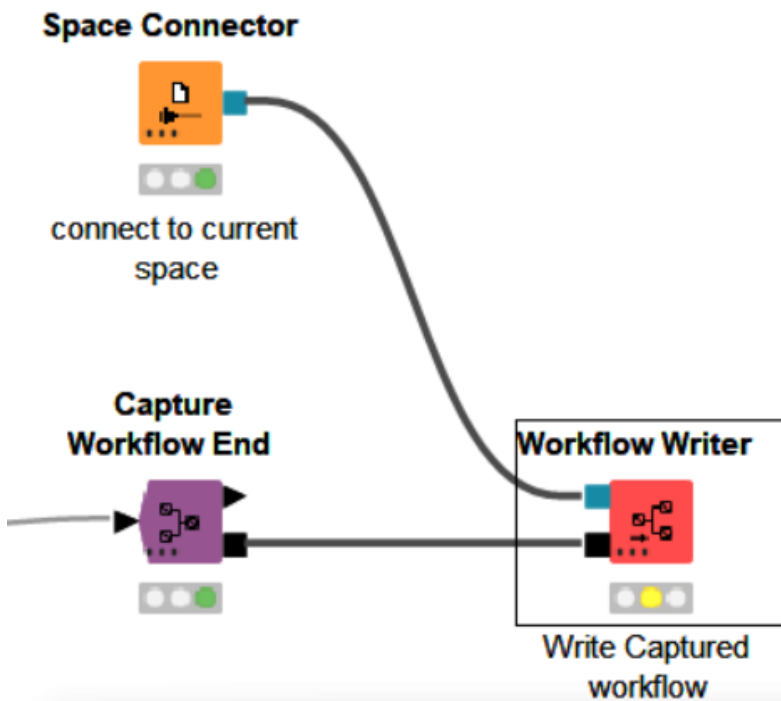 Space Connector
connect to current
space
Capture
Workflow End
Workflow Writer
Write Captured
workflow